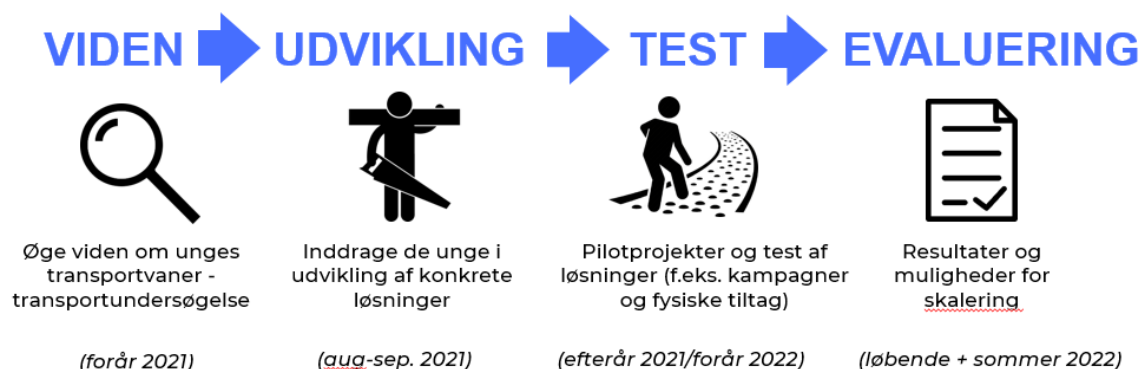 VIDEN UDVIKLING TEST EVALUERING
Øge viden om unges
transportvaner -
transportundersøgelse
(forår 2021)
Inddrage de unge i
udvikling af konkrete
løsninger
(aug-sep. 2021)
Pilotprojekter og test af
løsninger (f.eks. kampagner
og fysiske tiltag)
(efterår 2021/forår 2022)
Resultater og
muligheder for
skalering
(løbende + sommer 2022)